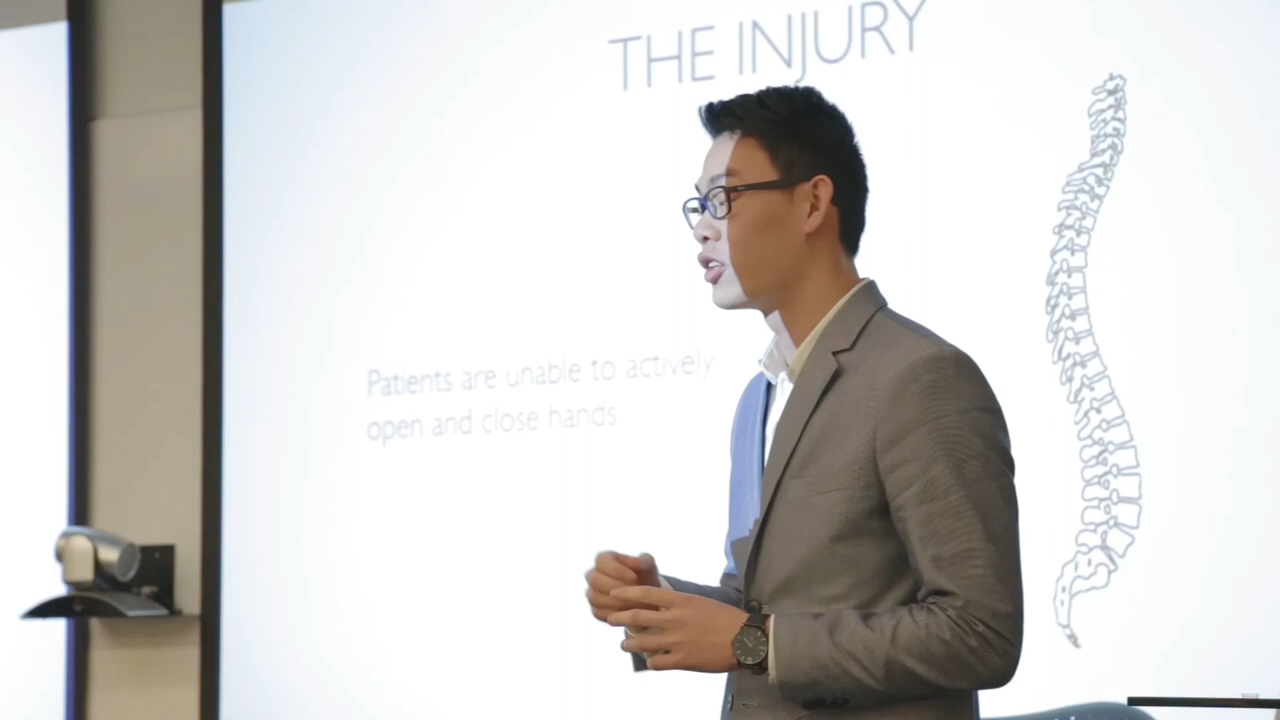 THE INJURY
Patients are unable to actively
open and close hands